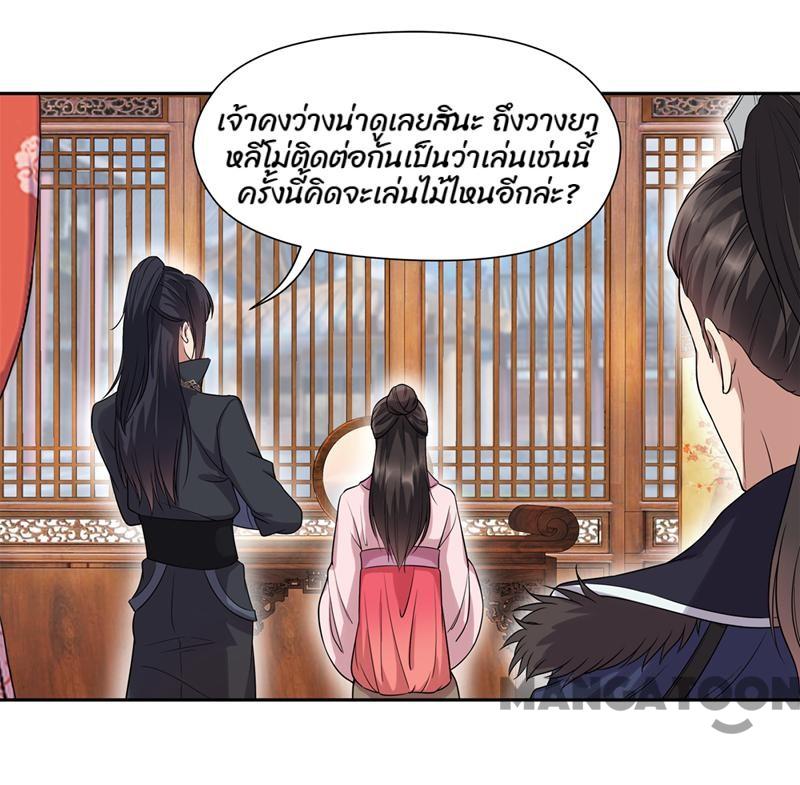 เจ้าคงว่างน่าดูเลยสินะ ถึงวางยา
หลีโม่ติดต่อกันเป็นว่าเล่นเช่นนี้
ครั้งนี้คิดจะเล่นไม้ไหนอีกล่ะ?
MANGATOON